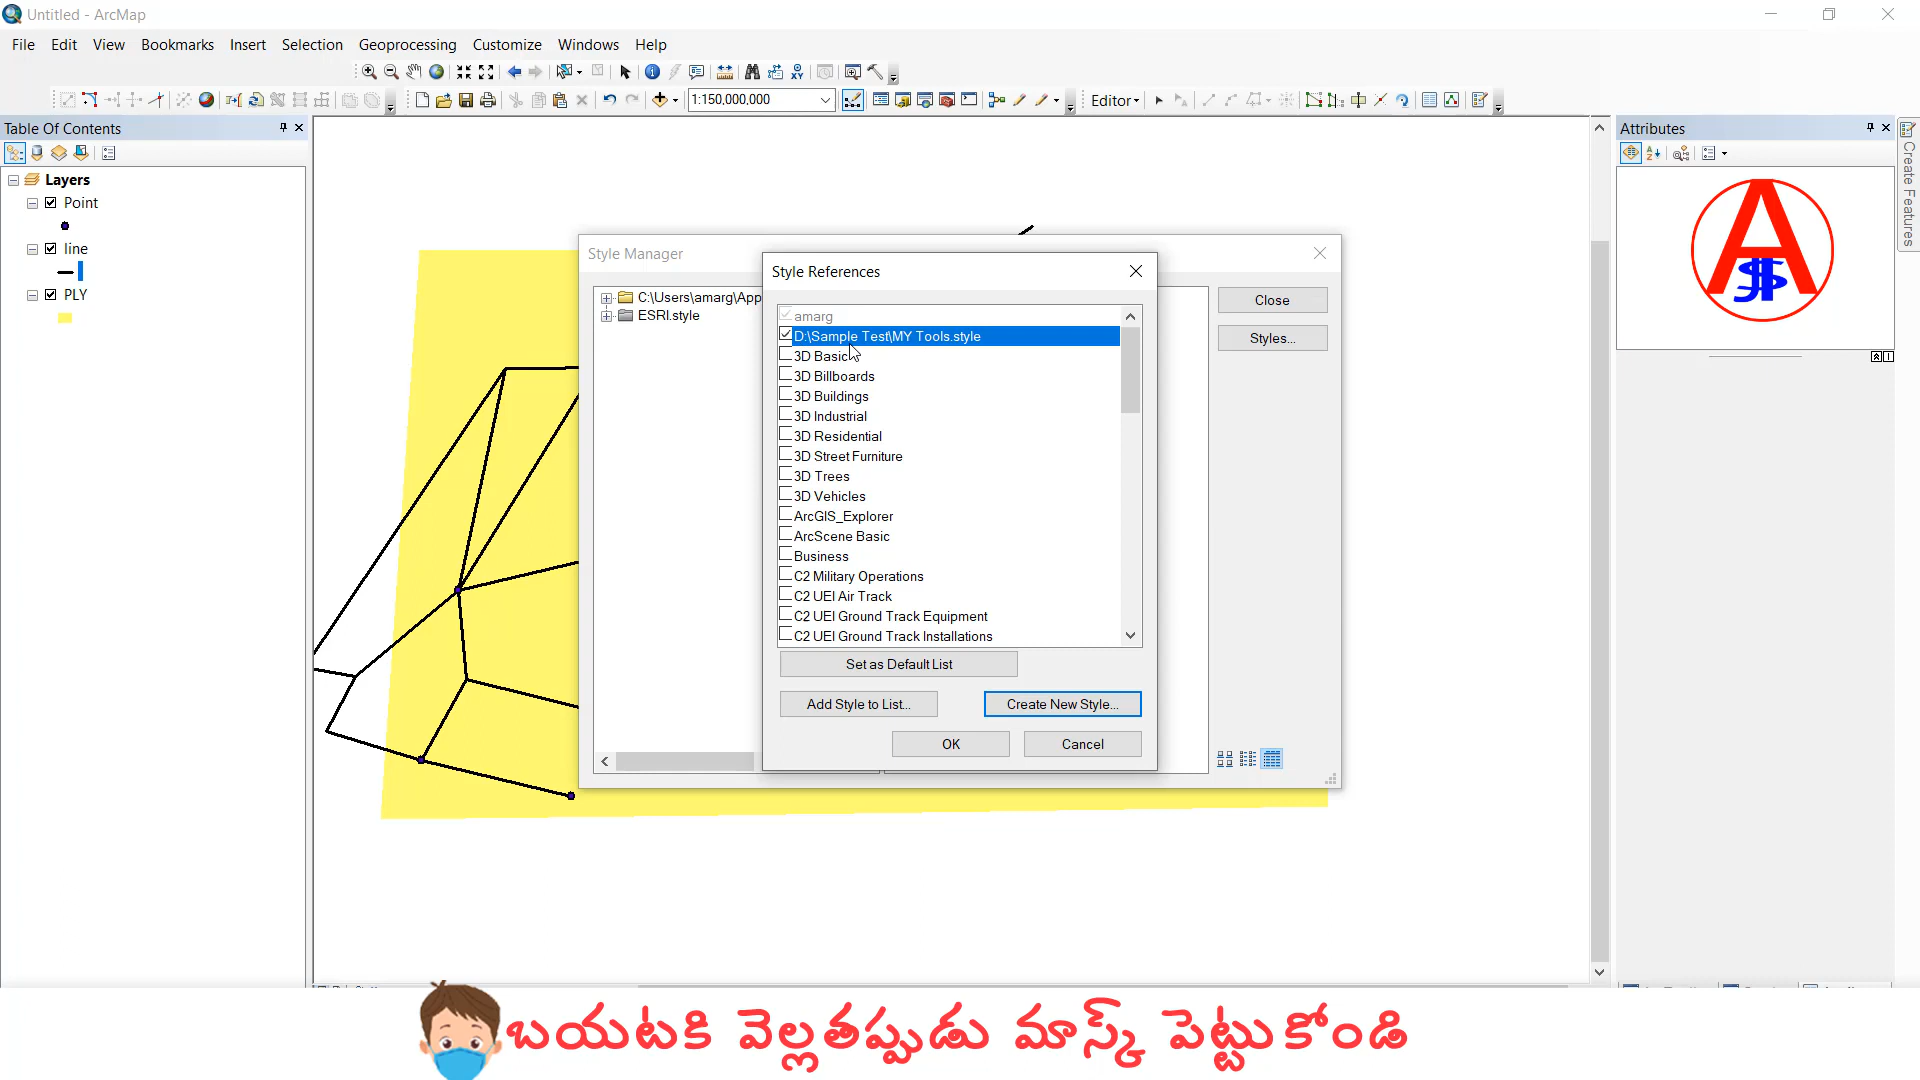 Untitled - ArcMap
File Edit View Bookmarks Insert Selection Geoprocessing Customize Windows Help
1:150,000,000 Editor
Table Of Contents
Layers
Point
line
PLY
Style Manager
C:\Users\amarg\App
ESRI.style
Close
Styles...
Style References
amarg
D:\Sample Test\MY Tools.style
3D Basic
3D Billboards
3D Buildings
3D Industrial
3D Residential
3D Street Furniture
3D Trees
3D Vehicles
ArcGIS_Explorer
ArcScene Basic
Business
C2 Military Operations
C2 UEI Air Track
C2 UEI Ground Track Equipment
C2 UEI Ground Track Installations
Set as Default List
Add Style to List... Create New Style...
OK Cancel
Attributes
Create Features
బయటకి వెల్లతప్పుడు మాస్క్ పెట్టుకోండి